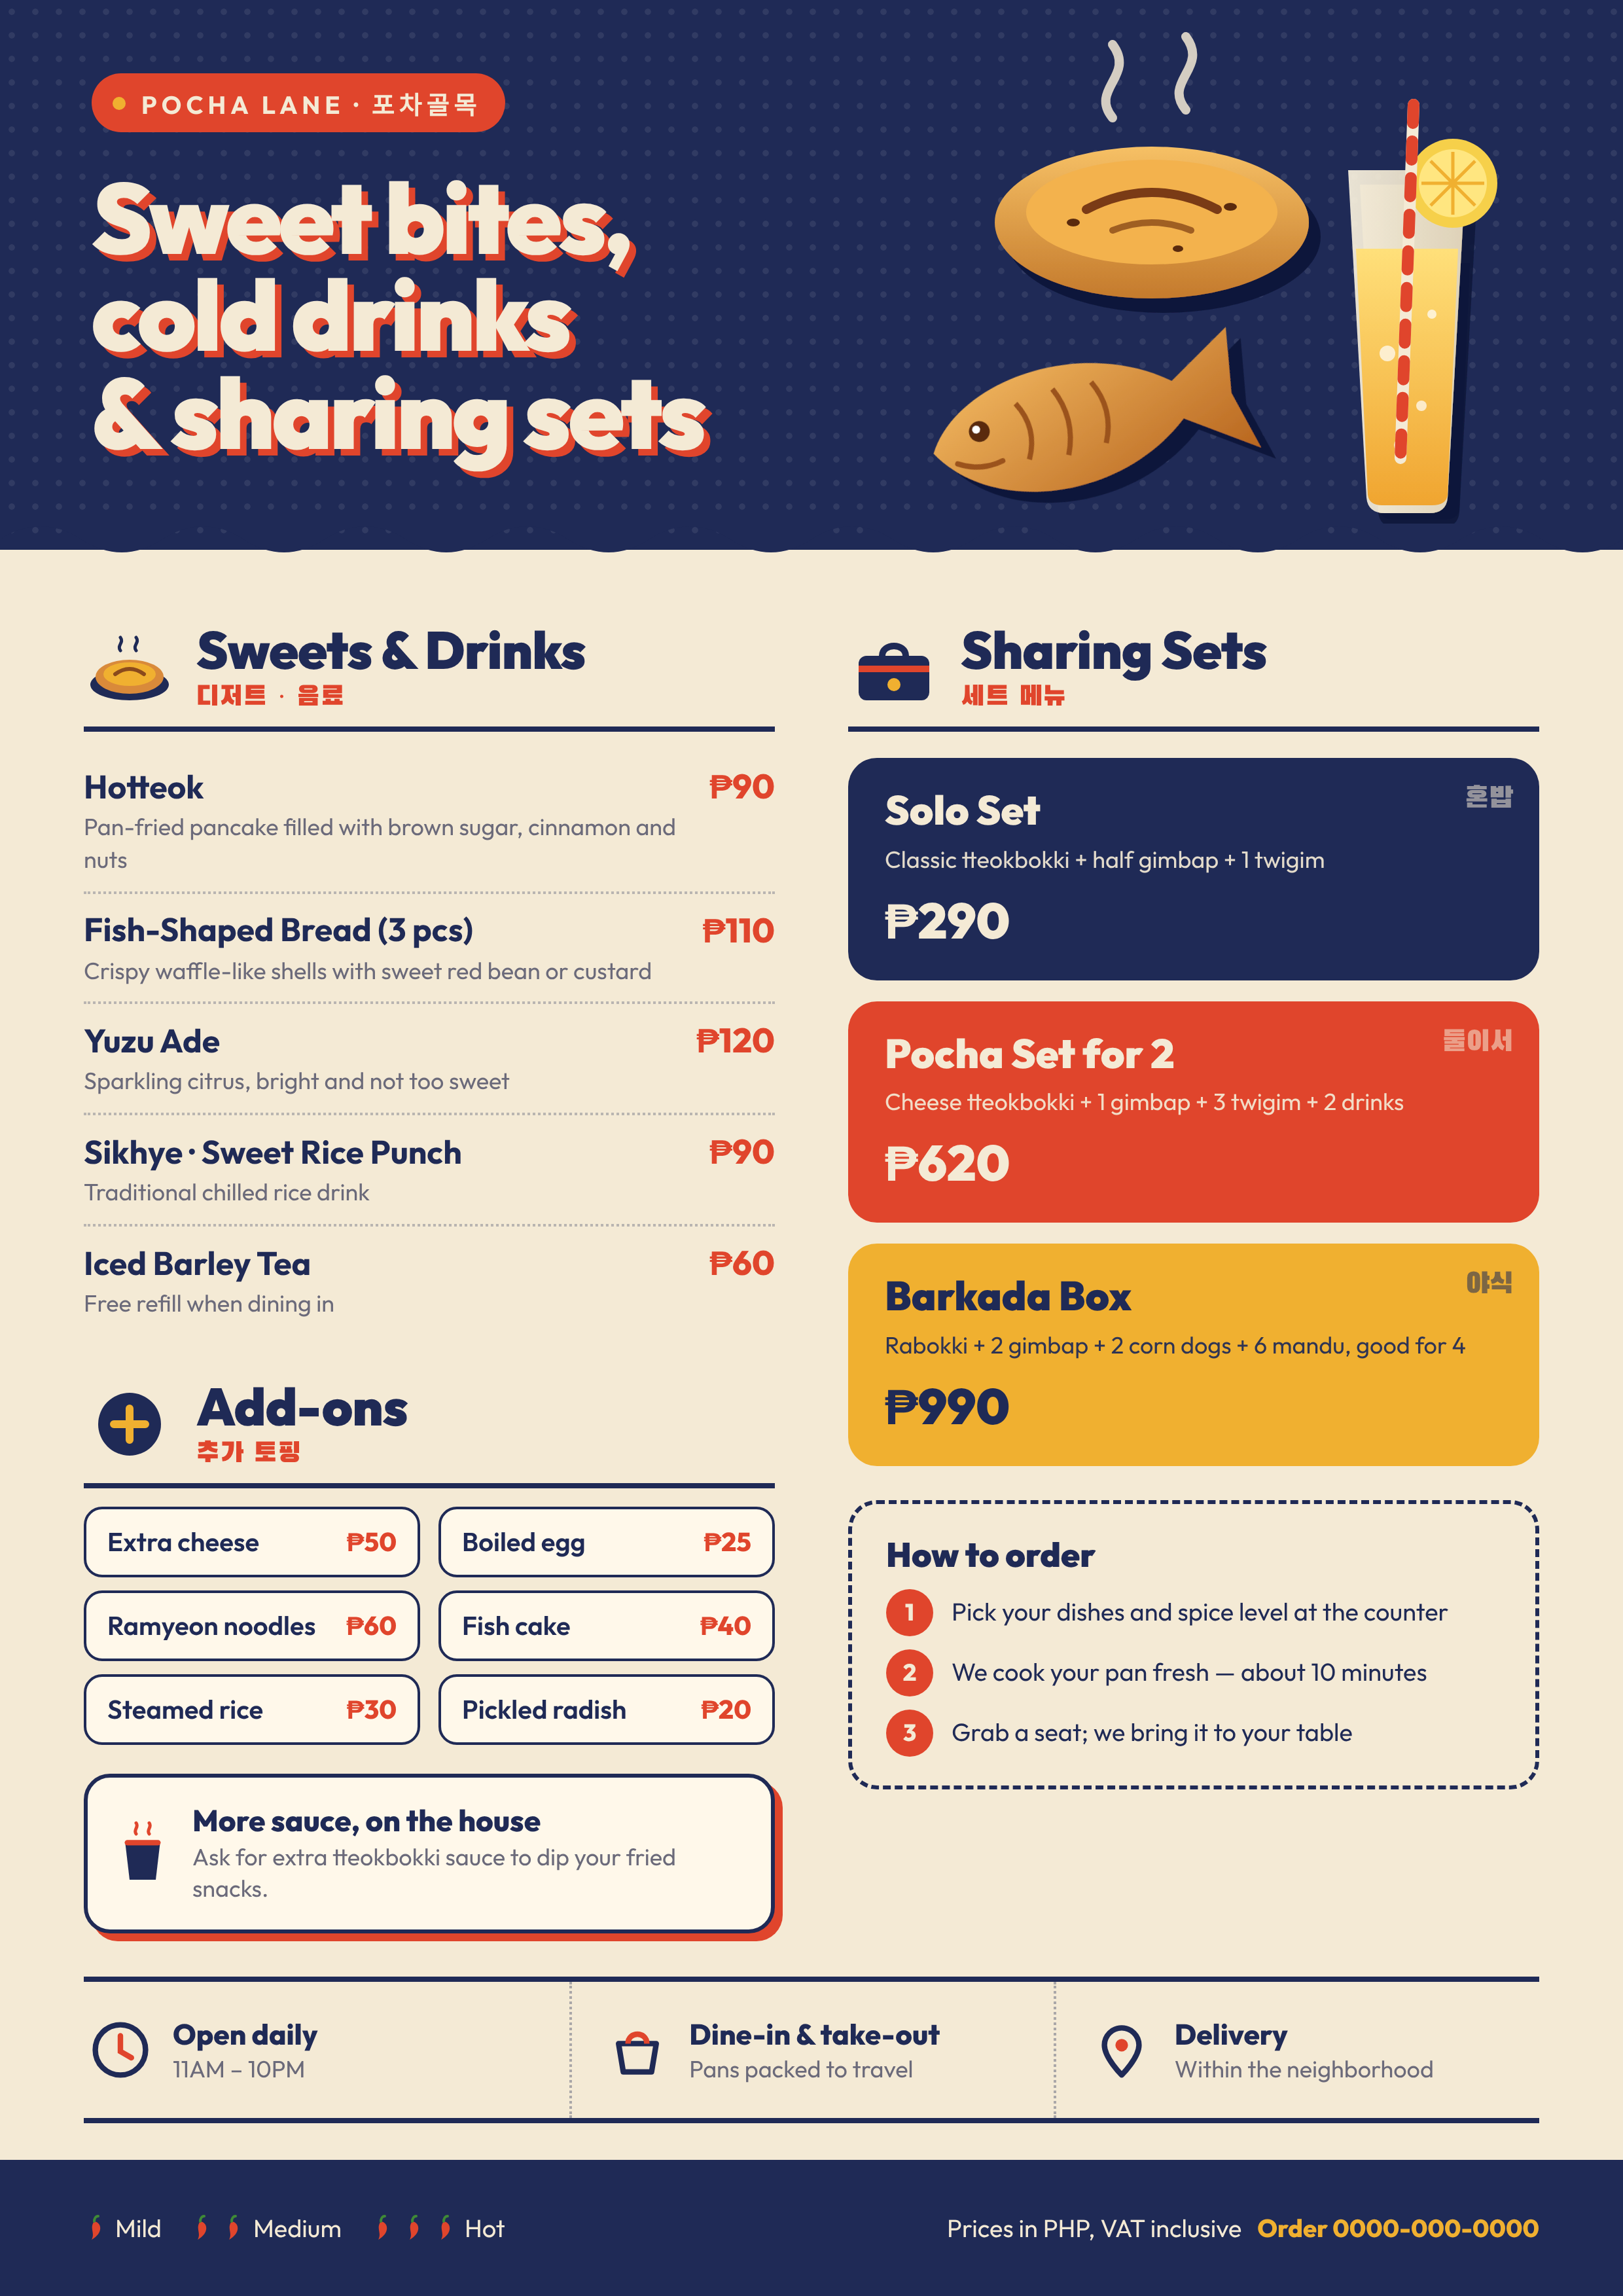 POCHA LANE · 포차골목
Sweet bites,
cold drinks
& sharing sets
Sweets & Drinks
디저트 · 음료
Hotteok ₱90
Pan-fried pancake filled with brown sugar, cinnamon and
nuts
Fish-Shaped Bread (3 pcs) ₱110
Crispy waffle-like shells with sweet red bean or custard
Yuzu Ade ₱120
Sparkling citrus, bright and not too sweet
Sikhye · Sweet Rice Punch ₱90
Traditional chilled rice drink
Iced Barley Tea ₱60
Free refill when dining in
Add-ons
추가 토핑
Extra cheese ₱50
Boiled egg ₱25
Ramyeon noodles ₱60
Fish cake ₱40
Steamed rice ₱30
Pickled radish ₱20
More sauce, on the house
Ask for extra tteokbokki sauce to dip your fried
snacks.
Sharing Sets
세트 메뉴
Solo Set 혼밥
Classic tteokbokki + half gimbap + 1 twigim
₱290
Pocha Set for 2 둘이서
Cheese tteokbokki + 1 gimbap + 3 twigim + 2 drinks
₱620
Barkada Box 야식
Rabokki + 2 gimbap + 2 corn dogs + 6 mandu, good for 4
₱990
How to order
1 Pick your dishes and spice level at the counter
2 We cook your pan fresh — about 10 minutes
3 Grab a seat; we bring it to your table
Open daily
11AM – 10PM
Dine-in & take-out
Pans packed to travel
Delivery
Within the neighborhood
Mild Medium Hot
Prices in PHP, VAT inclusive Order 0000-000-0000